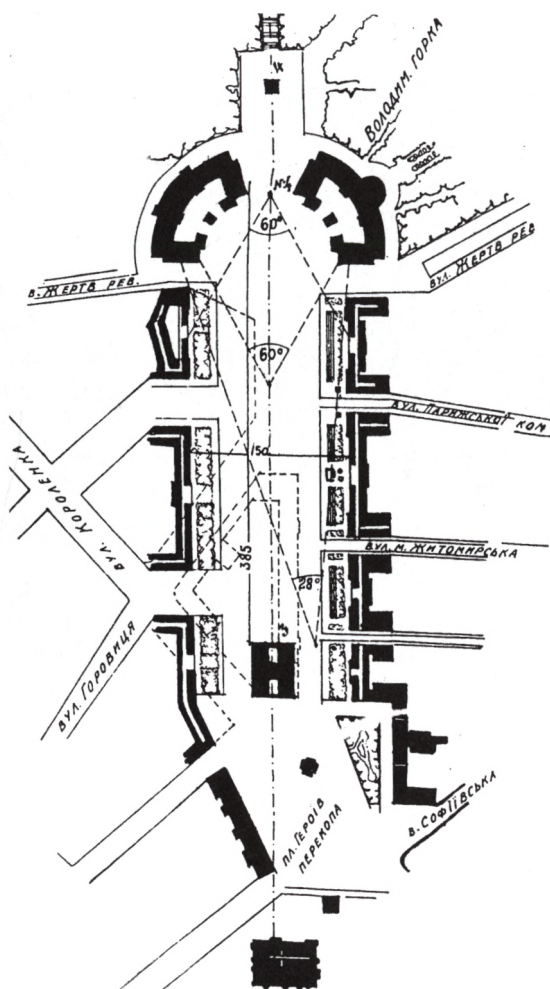 ВОЛОДИМ. ГОРКА
60°
В. ЖЕРТВ РЕВ.
ВУЛ. ЖЕРТВ РЕВ
60°
ВУЛ. ПАРИЖСЬКОЇ КОМ
150
ВУЛ. КОРОЛЕНКА
ВУЛ. М. ЖИТОМИРСЬКА
385
28°
ВУЛ. ГОРОВИЦЯ
ПЛ. ГЕРОЇВ
ПЕРЕКОПА
В. СОФІЇВСЬКА